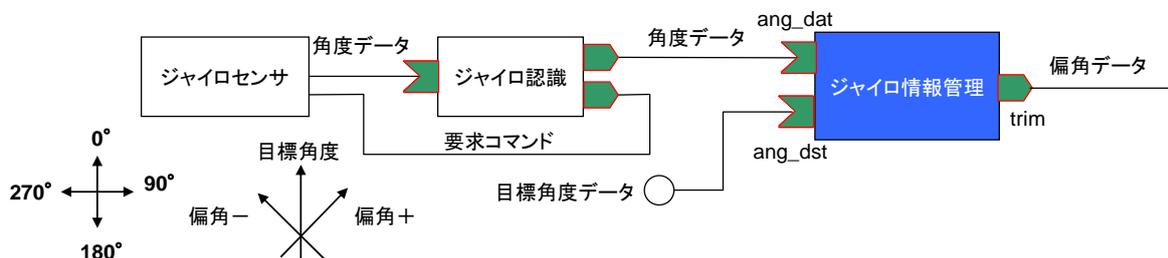 ang_dat
角度データ
角度データ
ジャイロセンサ
ジャイロ認識
ジャイロ情報管理
偏角データ
trim
要求コマンド
ang_dst
0°
目標角度
270°
90°
目標角度データ
偏角－
偏角＋
180°